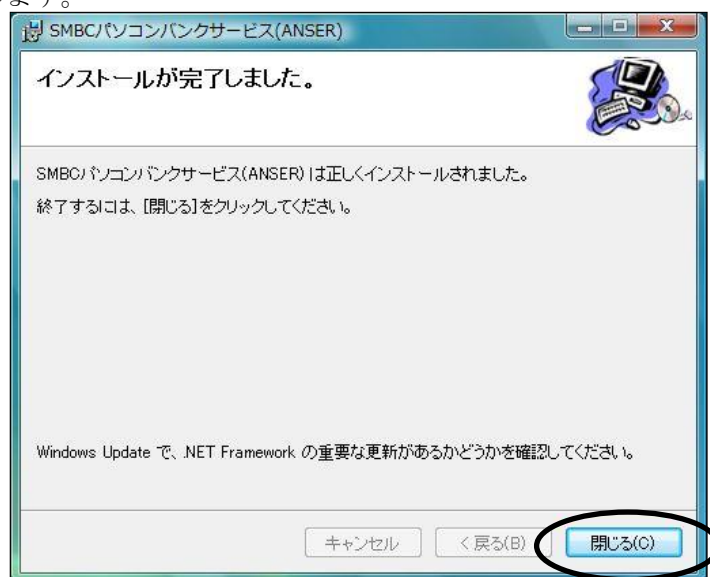 ます。
SMBCパソコンバンクサービス(ANSER)
インストールが完了しました。
SMBCパソコンバンクサービス(ANSER) は正しくインストールされました。
終了するには、[閉じる]をクリックしてください。
Windows Update で、.NET Framework の重要な更新があるかどうかを確認してください。
キャンセル
< 戻る(B)
閉じる(C)